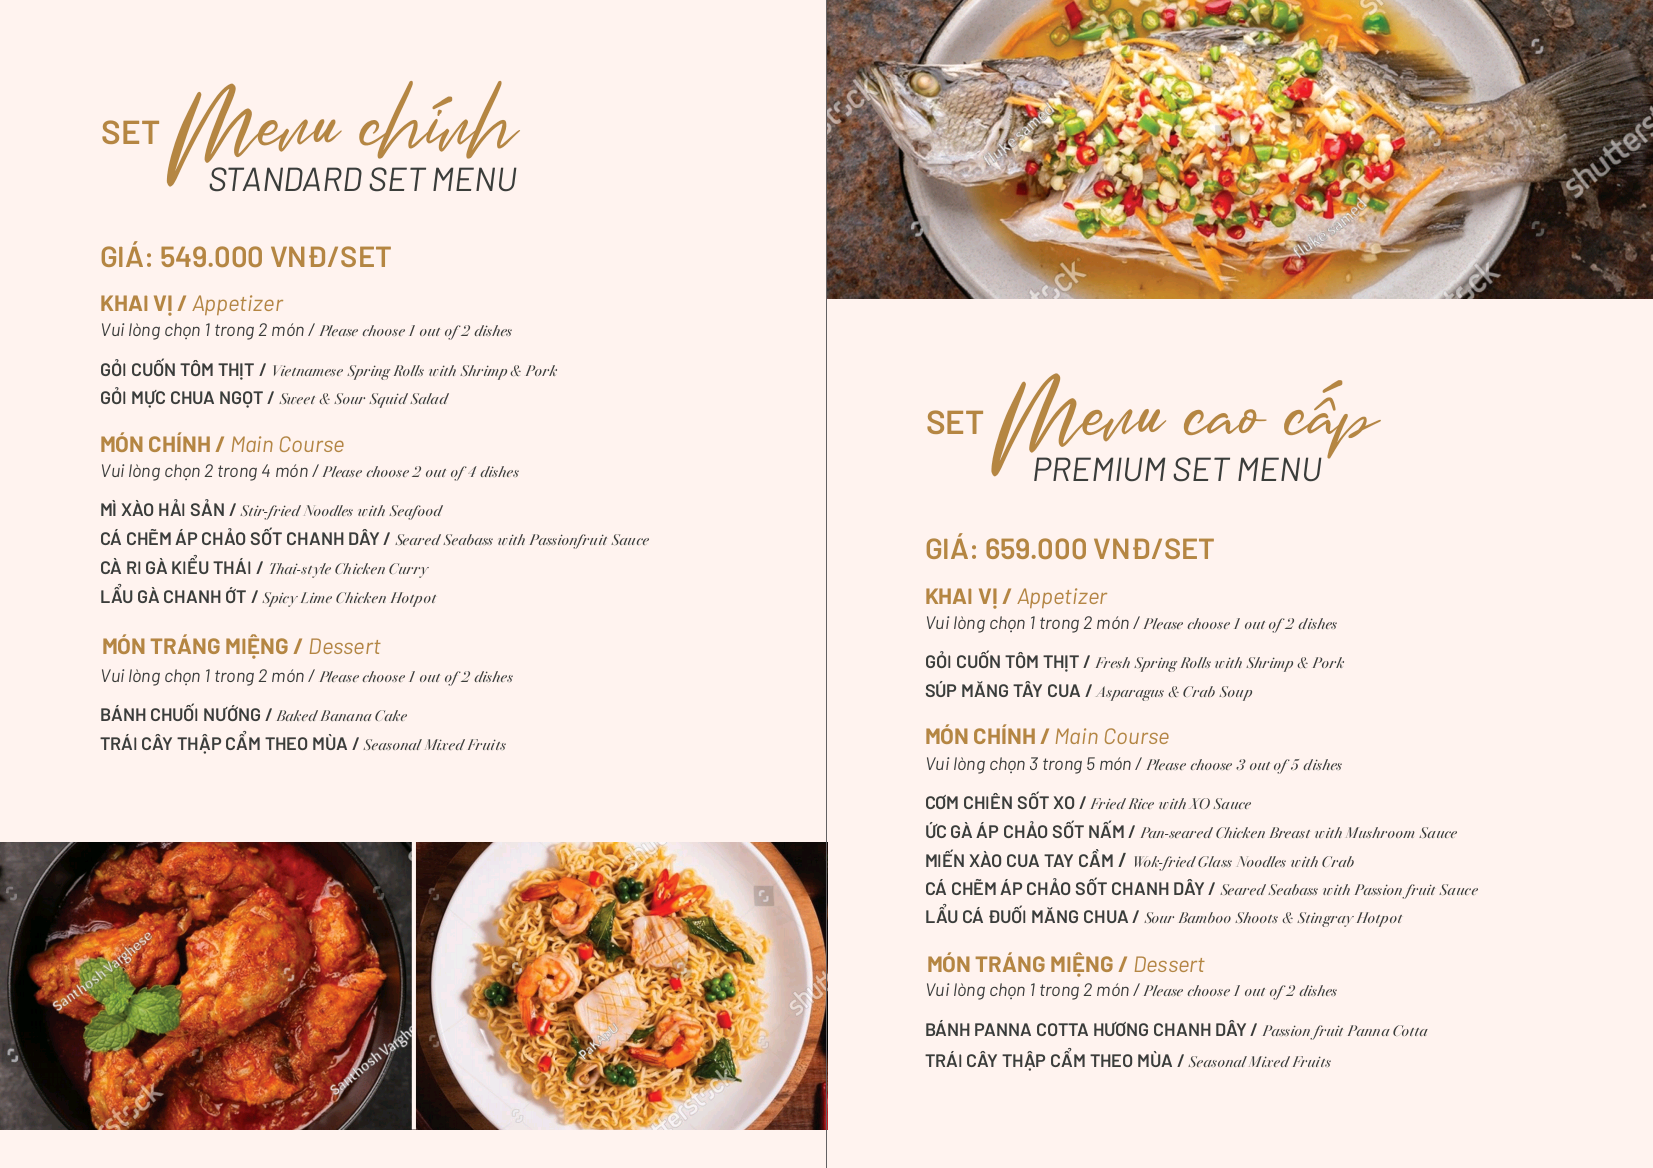 SET Menu chính
STANDARD SET MENU
GIÁ: 549.000 VNĐ/SET
KHAI VỊ / Appetizer
Vui lòng chọn 1 trong 2 món / Please choose 1 out of 2 dishes
GỎI CUỐN TÔM THỊT / Vietnamese Spring Rolls with Shrimp & Pork
GỎI MỰC CHUA NGỌT / Sweet & Sour Squid Salad
MÓN CHÍNH / Main Course
Vui lòng chọn 2 trong 4 món / Please choose 2 out of 4 dishes
MÌ XÀO HẢI SẢN / Stir-fried Noodles with Seafood
CÁ CHẼM ÁP CHẢO SỐT CHANH DÂY / Seared Seabass with Passionfruit Sauce
CÀ RI GÀ KIỂU THÁI / Thai-style Chicken Curry
LẨU GÀ CHANH ỚT / Spicy Lime Chicken Hotpot
MÓN TRÁNG MIỆNG / Dessert
Vui lòng chọn 1 trong 2 món / Please choose 1 out of 2 dishes
BÁNH CHUỐI NƯỚNG / Baked Banana Cake
TRÁI CÂY THẬP CẨM THEO MÙA / Seasonal Mixed Fruits
Santhosh Varghese
Santhosh Varghese
fluke samed
fluke samed
SET Menu cao cấp
PREMIUM SET MENU
GIÁ: 659.000 VNĐ/SET
KHAI VỊ / Appetizer
Vui lòng chọn 1 trong 2 món / Please choose 1 out of 2 dishes
GỎI CUỐN TÔM THỊT / Fresh Spring Rolls with Shrimp & Pork
SÚP MĂNG TÂY CUA / Asparagus & Crab Soup
MÓN CHÍNH / Main Course
Vui lòng chọn 3 trong 5 món / Please choose 3 out of 5 dishes
CƠM CHIÊN SỐT XO / Fried Rice with XO Sauce
ỨC GÀ ÁP CHẢO SỐT NẤM / Pan-seared Chicken Breast with Mushroom Sauce
MIẾN XÀO CUA TAY CẦM / Wok-fried Glass Noodles with Crab
CÁ CHẼM ÁP CHẢO SỐT CHANH DÂY / Seared Seabass with Passion fruit Sauce
LẨU CÁ ĐUỐI MĂNG CHUA / Sour Bamboo Shoots & Stingray Hotpot
MÓN TRÁNG MIỆNG / Dessert
Vui lòng chọn 1 trong 2 món / Please choose 1 out of 2 dishes
BÁNH PANNA COTTA HƯƠNG CHANH DÂY / Passion fruit Panna Cotta
TRÁI CÂY THẬP CẨM THEO MÙA / Seasonal Mixed Fruits